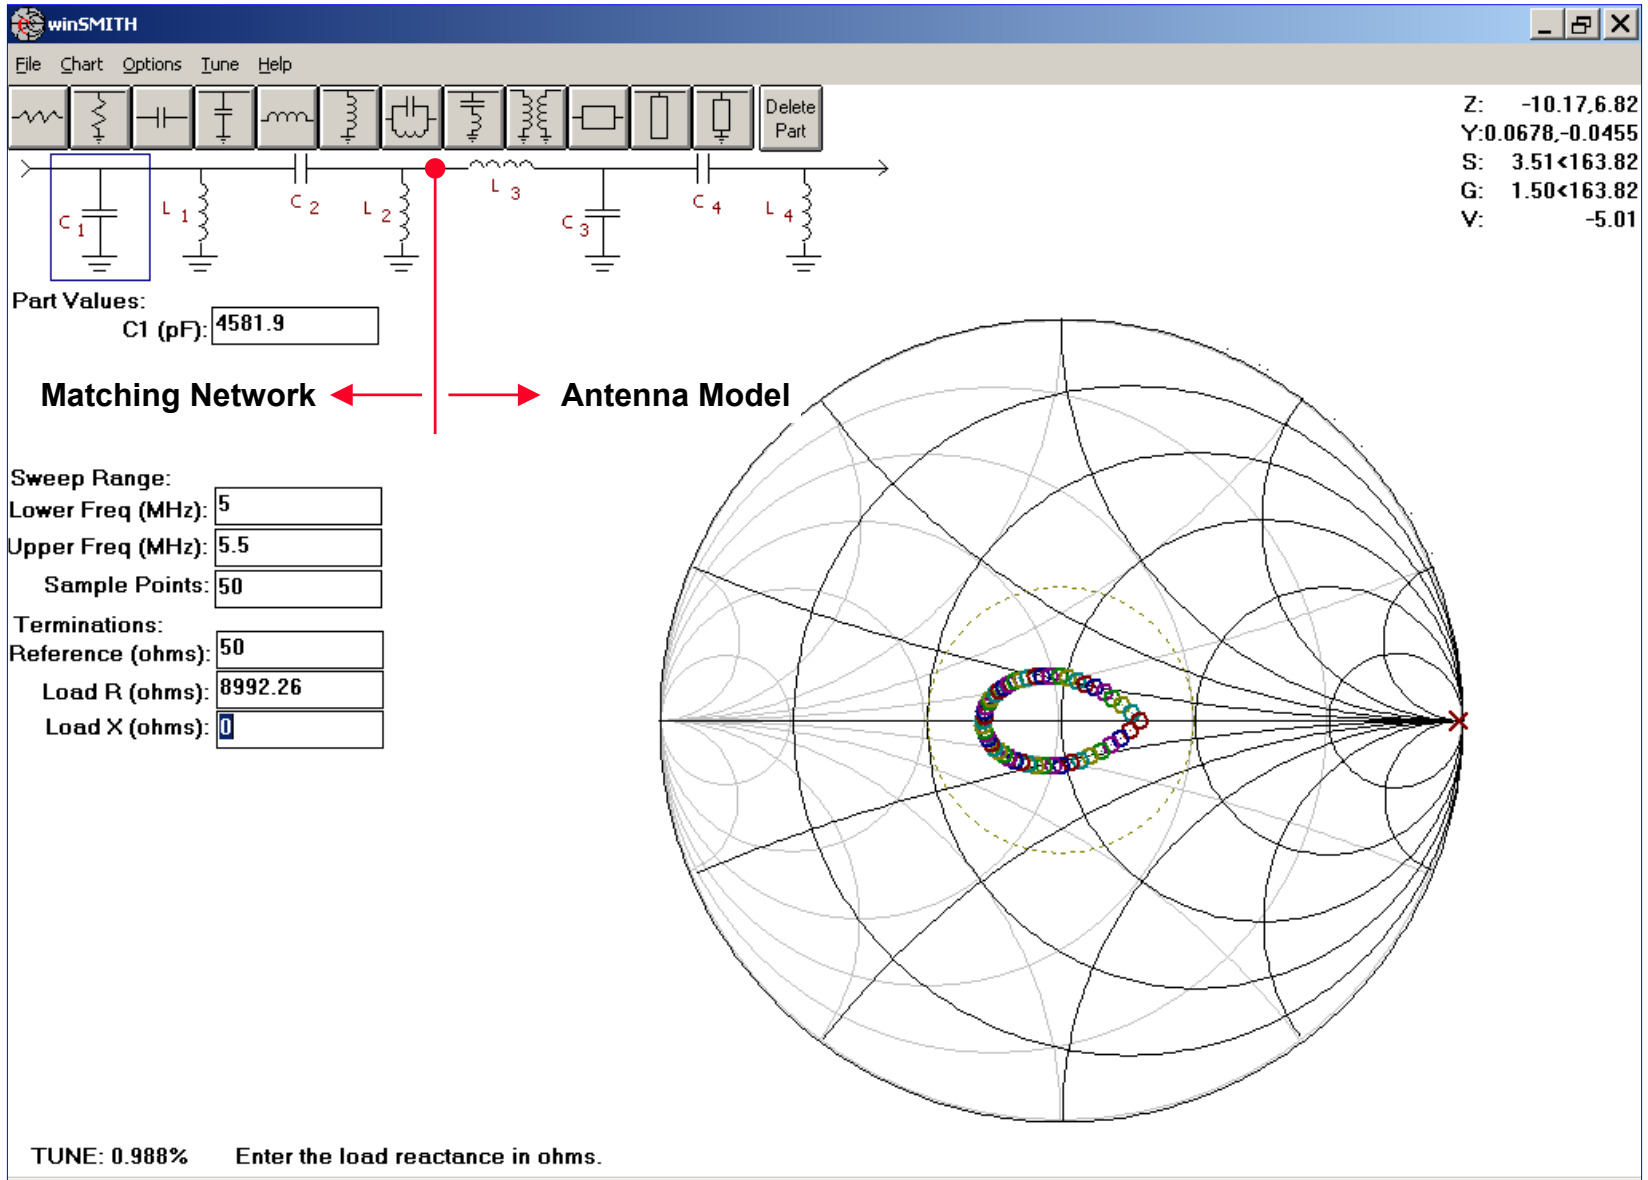 winSMITH
File Chart Options Tune Help
Delete
Part
Z: -10.17,6.82
Y:0.0678,-0.0455
S: 3.51<163.82
G: 1.50<163.82
V: -5.01
C 1
L 1
C 2
L 2
L 3
C 3
C 4
L 4
Part Values:
C1 (pF): 4581.9
Matching Network
Antenna Model
Sweep Range:
Lower Freq (MHz): 5
Upper Freq (MHz): 5.5
Sample Points: 50
Terminations:
Reference (ohms): 50
Load R (ohms): 8992.26
Load X (ohms): 0
TUNE: 0.988% Enter the load reactance in ohms.